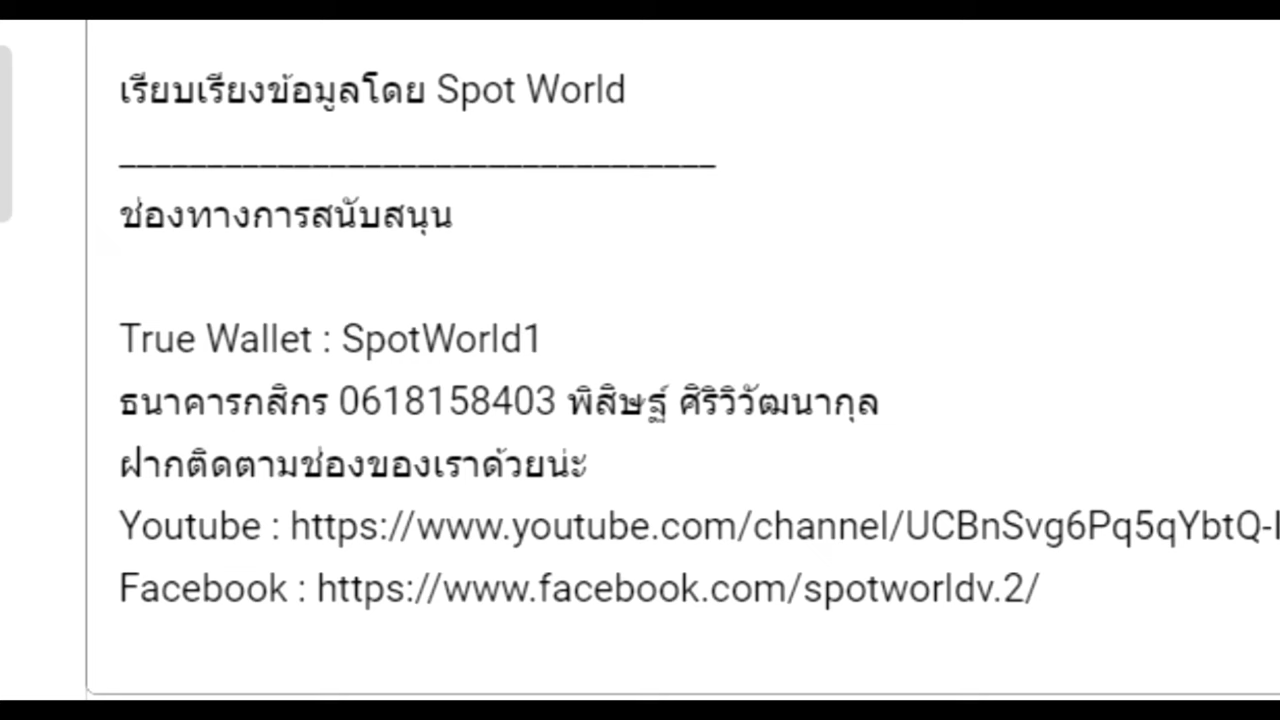 เรียบเรียงข้อมูลโดย Spot World
__________________________________
ช่องทางการสนับสนุน
True Wallet : SpotWorld1
ธนาคารกสิกร 0618158403 พิสิษฐ์ ศิริวิวัฒนากุล
ฝากติดตามช่องของเราด้วยน่ะ
Youtube : https://www.youtube.com/channel/UCBnSvg6Pq5qYbtQ-
Facebook : https://www.facebook.com/spotworldv.2/